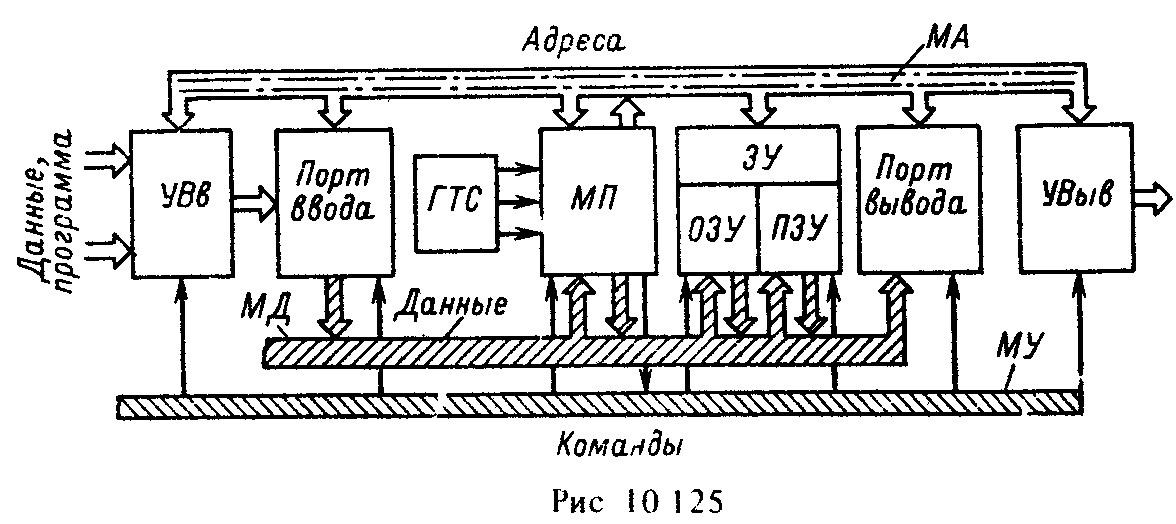 Адреса
МА
Данные,
программа
УВв
Порт
ввода
ГТС
МП
ЗУ
ОЗУ
ПЗУ
Порт
вывода
УВыв
МД
Данные
МУ
Команды
Рис 10 125